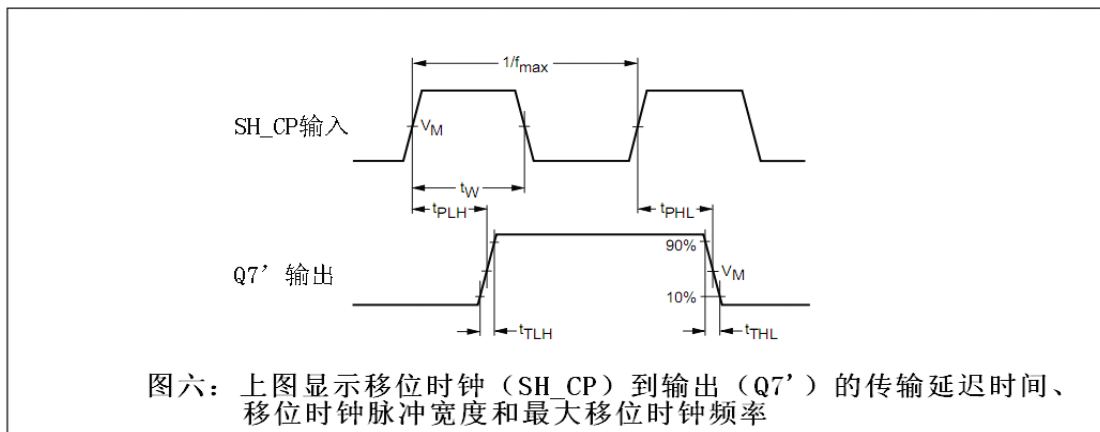 1/fmax
SH_CP输入
VM
tW
tPLH
tPHL
90%
Q7’输出
VM
10%
tTLH
tTHL
图六：上图显示移位时钟（SH_CP）到输出（Q7’）的传输延迟时间、
移位时钟脉冲宽度和最大移位时钟频率